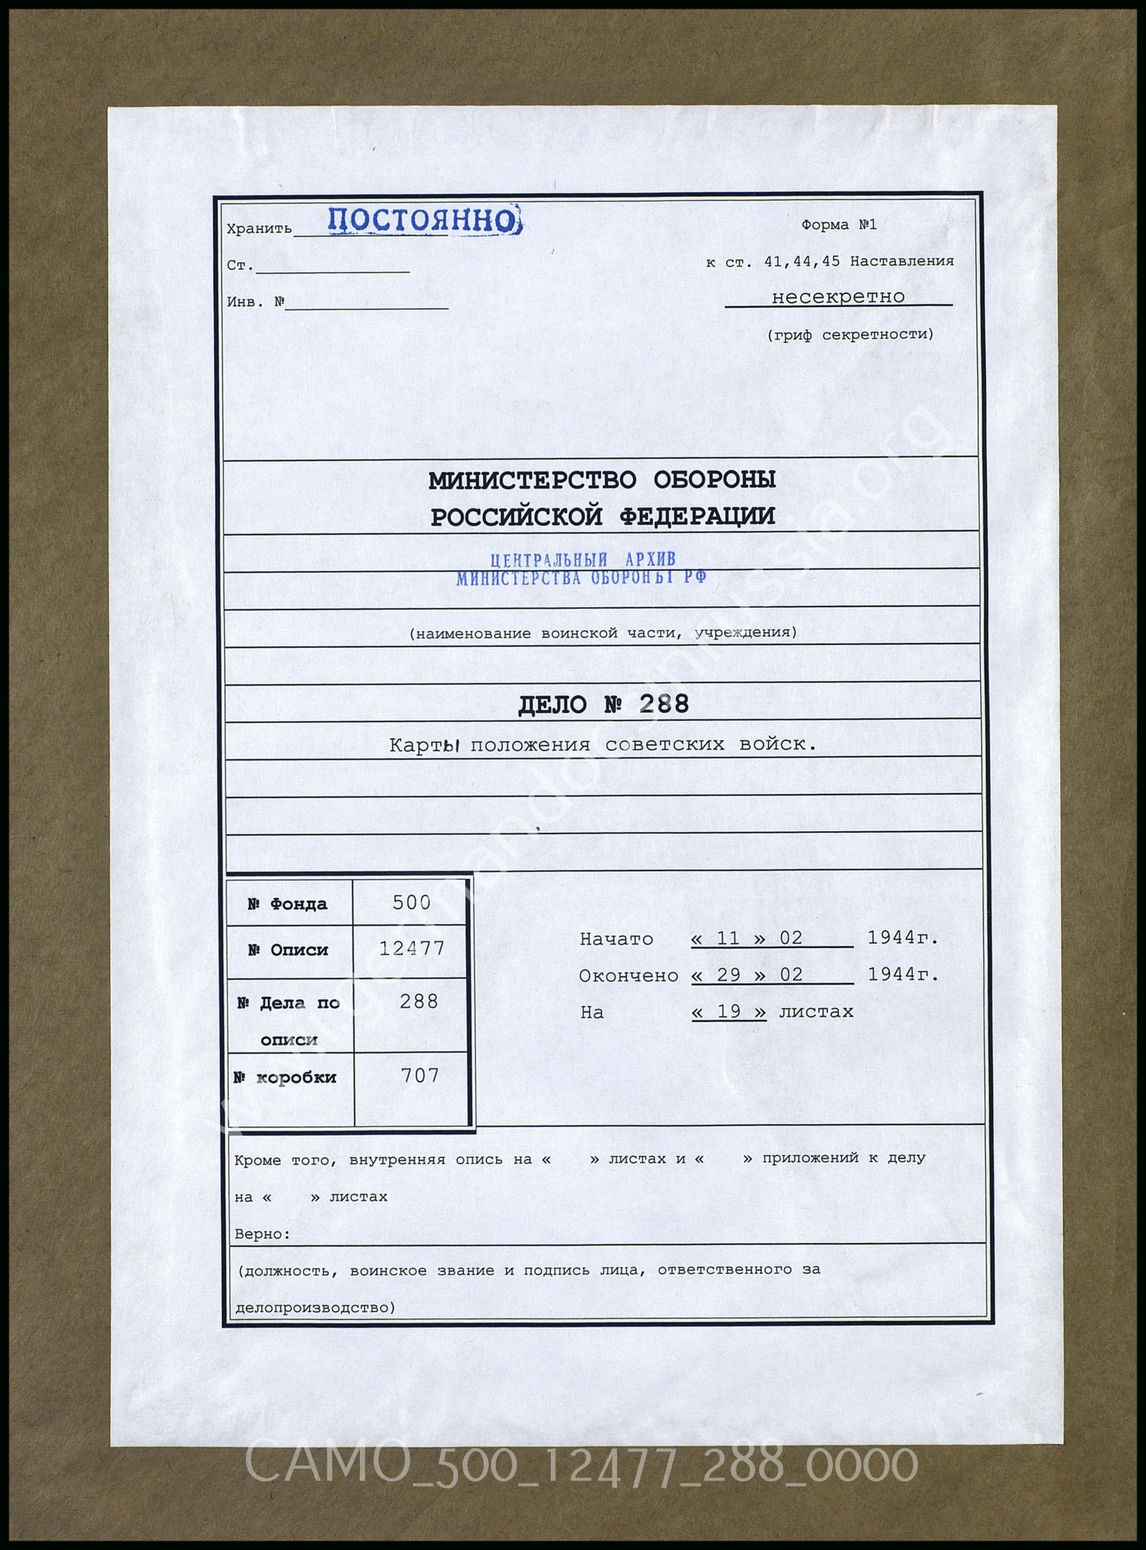 Хранить ПОСТОЯННО
Форма №1
Ст.
к ст. 41,44,45 Наставления
Инв. №
несекретно
(гриф секретности)
МИНИСТЕРСТВО ОБОРОНЫ
РОССИЙСКОЙ ФЕДЕРАЦИИ
ЦЕНТРАЛЬНЫЙ АРХИВ
МИНИСТЕРСТВА ОБОРОНЫ РФ
(наименование воинской части, учреждения)
ДЕЛО № 288
Карты положения советских войск.
№ Фонда 500
№ Описи 12477
№ Дела по описи 288
№ коробки 707
Начато « 11 » 02 1944г.
Окончено « 29 » 02 1944г.
На « 19 » листах
Кроме того, внутренняя опись на « » листах и « » приложений к делу
на « » листах
Верно:
(должность, воинское звание и подпись лица, ответственного за
делопроизводство)
www.germandocsinrussia.org
CAMO_500_12477_288_0000